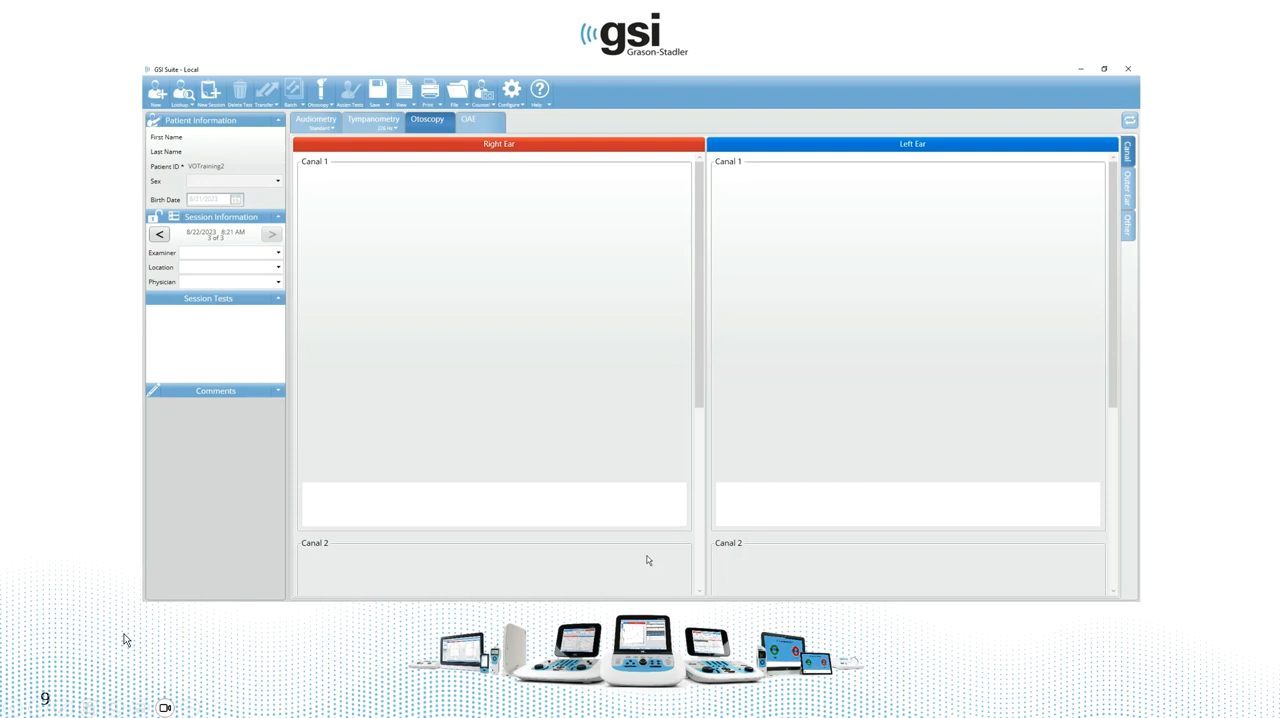 gsi
Grason-Stadler
GSI Suite - Local
New Lookup New Session Delete Test Transfer Batch Otoscopy Assign Tests Save View Print File Counsel Configure Help
Patient Information
First Name
Last Name
Patient ID * VOTraining2
Sex
Birth Date 8/21/2023
Session Information
< 8/22/2023 8:21 AM >
3 of 3
Examiner
Location
Physician
Session Tests
Comments
Audiometry Tympanometry Otoscopy OAE
Standard 226 Hz
Right Ear Left Ear
Canal 1 Canal 1
Canal 2 Canal 2
Canal
Outer Ear
Other
9